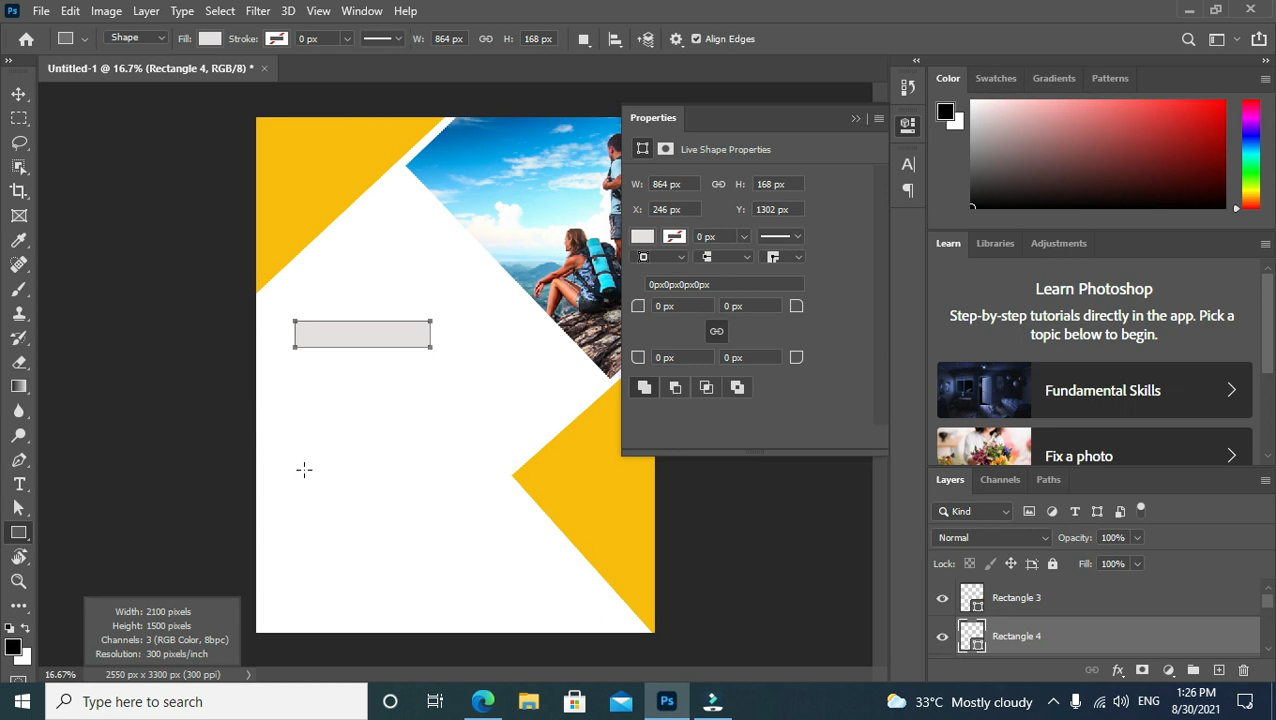 Ps File Edit Image Layer Type Select Filter 3D View Window Help
Shape Fill: Stroke: 0 px W: 864 px H: 168 px Align Edges
Untitled-1 @ 16.7% (Rectangle 4, RGB/8) * ×
Properties
Live Shape Properties
W: 864 px H: 168 px
X: 246 px Y: 1302 px
0 px
0px0px0px0px
0 px 0 px
0 px 0 px
Color Swatches Gradients Patterns
Learn Libraries Adjustments
Learn Photoshop
Step-by-step tutorials directly in the app. Pick a
topic below to begin.
Fundamental Skills
Fix a photo
Layers Channels Paths
Kind
Normal Opacity: 100%
Lock: Fill: 100%
Rectangle 3
Rectangle 4
Width: 2100 pixels
Height: 1500 pixels
Channels: 3 (RGB Color, 8bpc)
Resolution: 300 pixels/inch
16.67% 2550 px x 3300 px (300 ppi)
Type here to search
Ps
33°C Mostly cloudy
ENG
1:26 PM
8/30/2021